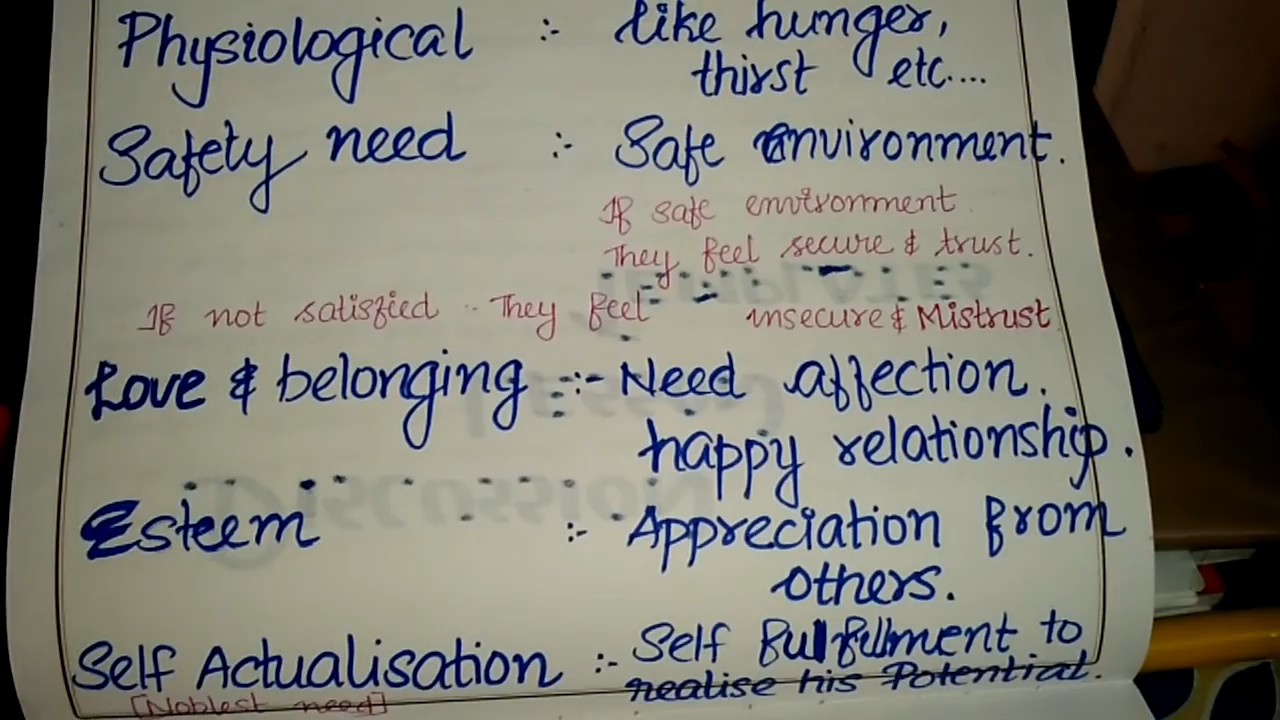 Physiological :- like hunger,
thirst etc....
Safety need :- Safe environment.
If safe environment
They feel secure & trust.
If not satisfied .. They feel insecure & Mistrust
Love & belonging :- Need affection.
happy relationship.
Esteem :- Appreciation from
others.
Self Actualisation :- Self fulfillment to
realise his Potential.
[Noblest need]